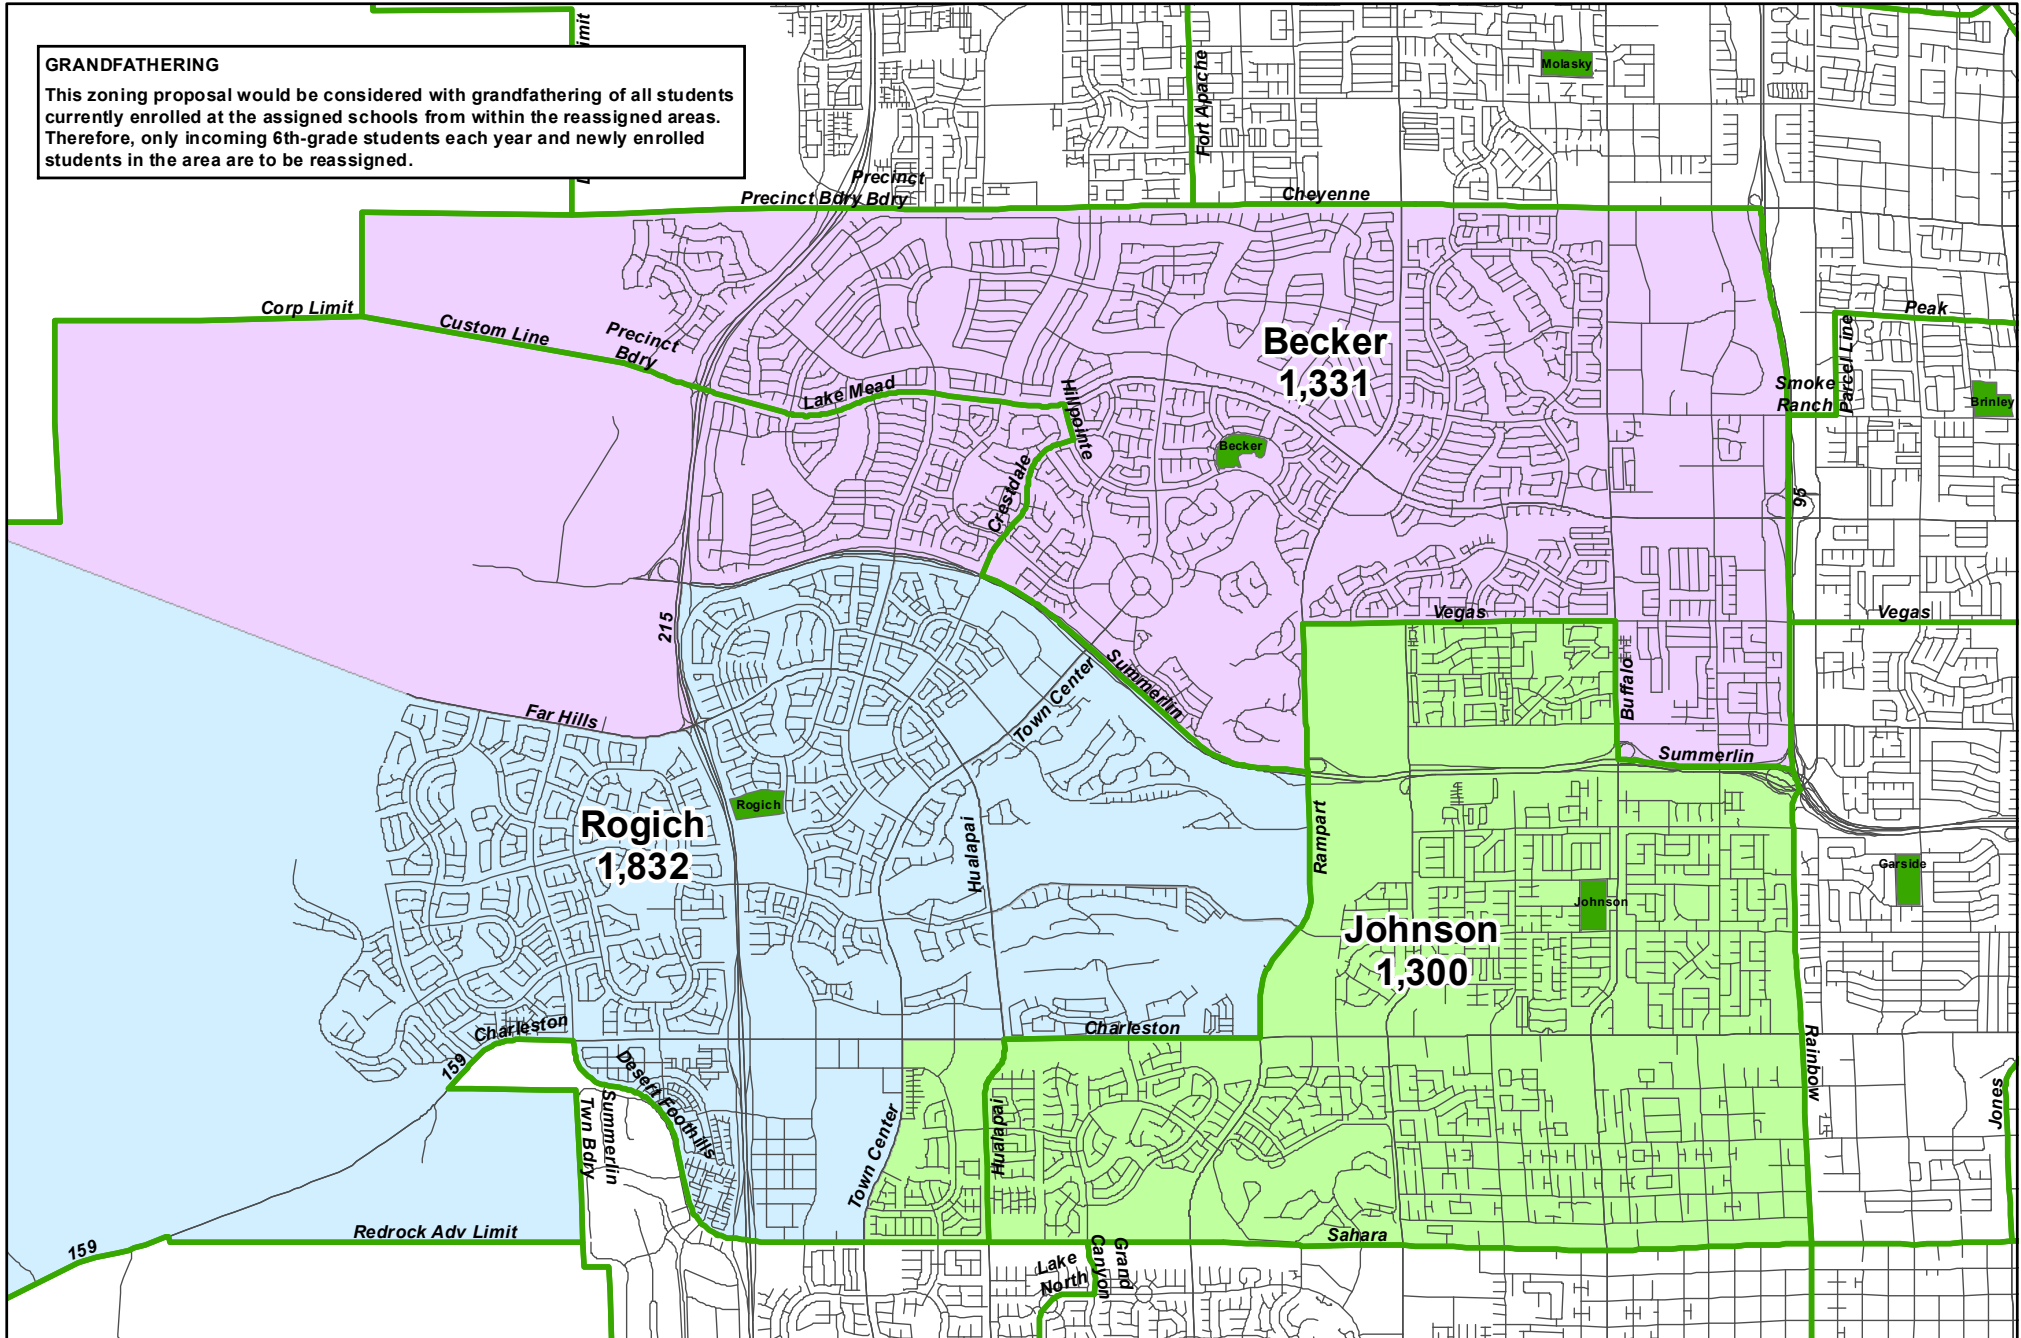 imit
GRANDFATHERING
This zoning proposal would be considered with grandfathering of all students
currently enrolled at the assigned schools from within the reassigned areas.
Therefore, only incoming 6th-grade students each year and newly enrolled
students in the area are to be reassigned.
Molasky
Fort Apache
Precinct
Precinct Bdry Bdry
Cheyenne
Corp Limit
Custom Line
Precinct
Bdry
Peak
Parcel Line
Becker
1,331
Lake Mead
Hillpointe
Smoke
Ranch
Brinley
Becker
Crestdale
95
215
Vegas
Vegas
Summerlin
Town Center
Buffalo
Far Hills
Summerlin
Rogich
Rogich
1,832
Hualapai
Rampart
Garside
Johnson
Johnson
1,300
Charleston
Charleston
159
Desert Foothills
Rainbow
Summerlin
Twn Bdry
Town Center
Hualapai
Jones
Redrock Adv Limit
Sahara
159
Lake
North
Grand
Canyon